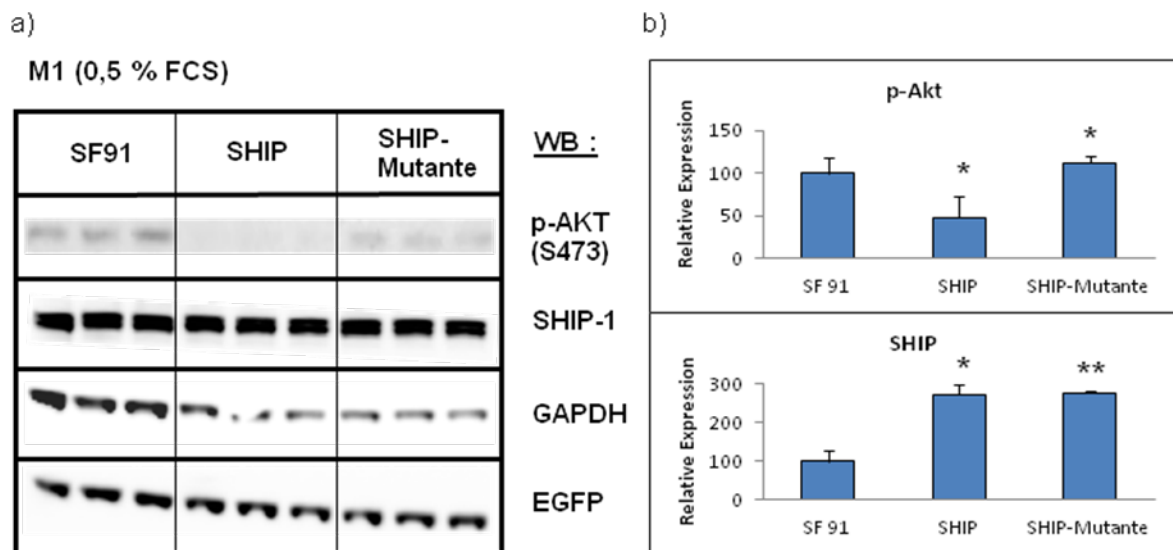 a)
M1 (0,5 % FCS)
SF91
SHIP
SHIP-
Mutante
WB :
p-AKT
(S473)
SHIP-1
GAPDH
EGFP
b)
p-Akt
Relative Expression
150
100
50
0
*
*
SF 91
SHIP
SHIP-Mutante
SHIP
Relative Expression
300
200
100
0
*
**
SF 91
SHIP
SHIP-Mutante